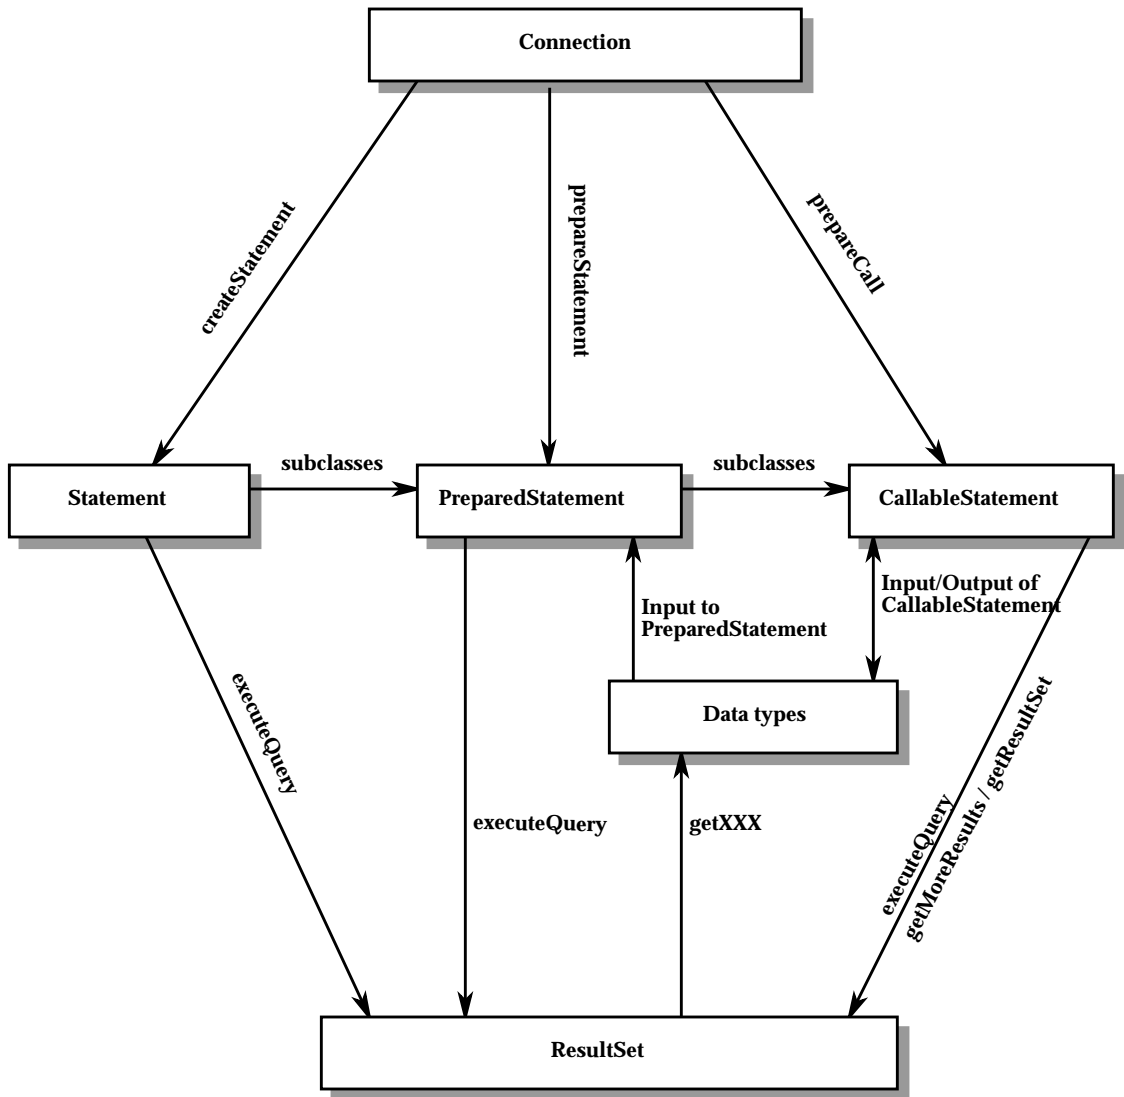 Connection
createStatement
prepareStatement
prepareCall
subclasses
subclasses
Statement
PreparedStatement
CallableStatement
Input to
PreparedStatement
Input/Output of
CallableStatement
Data types
executeQuery
executeQuery
getXXX
executeQuery
getMoreResults / getResultSet
ResultSet